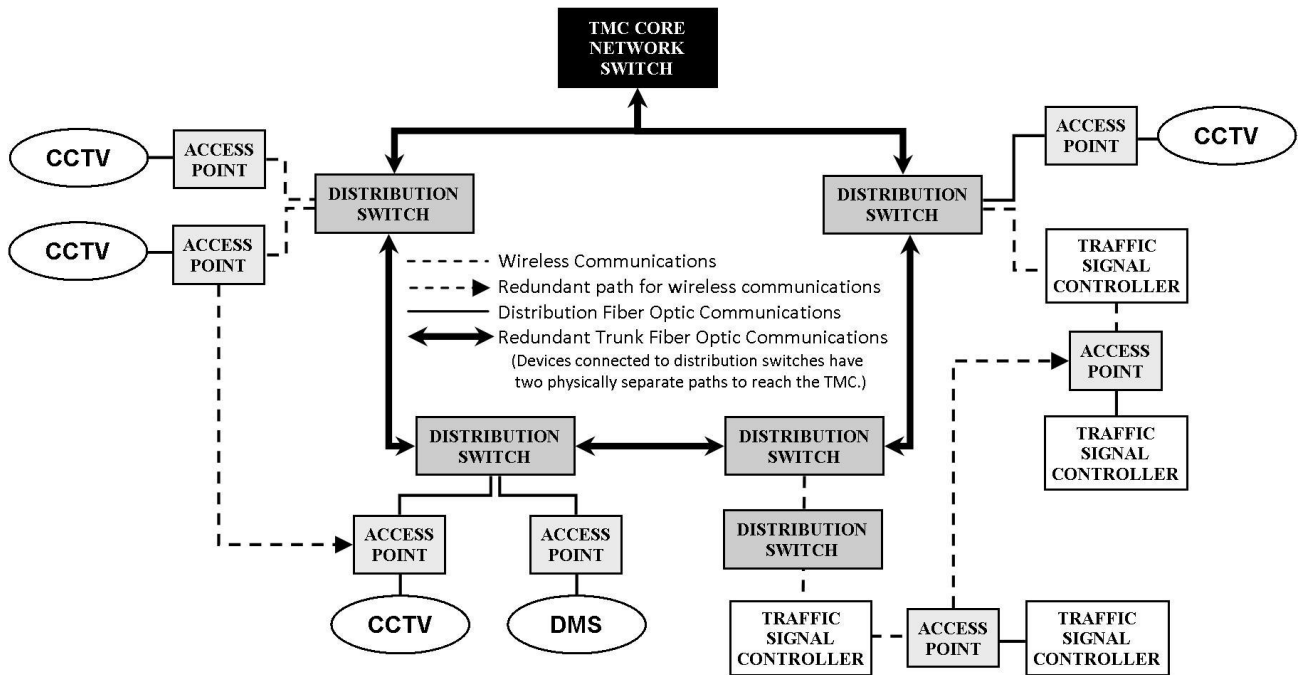 TMC CORE
NETWORK
SWITCH
CCTV
ACCESS
POINT
DISTRIBUTION
SWITCH
DISTRIBUTION
SWITCH
ACCESS
POINT
CCTV
CCTV
ACCESS
POINT
TRAFFIC
SIGNAL
CONTROLLER
Wireless Communications
Redundant path for wireless communications
Distribution Fiber Optic Communications
Redundant Trunk Fiber Optic Communications
(Devices connected to distribution switches have
two physically separate paths to reach the TMC.)
ACCESS
POINT
TRAFFIC
SIGNAL
CONTROLLER
DISTRIBUTION
SWITCH
DISTRIBUTION
SWITCH
ACCESS
POINT
ACCESS
POINT
DISTRIBUTION
SWITCH
CCTV
DMS
TRAFFIC
SIGNAL
CONTROLLER
ACCESS
POINT
TRAFFIC
SIGNAL
CONTROLLER